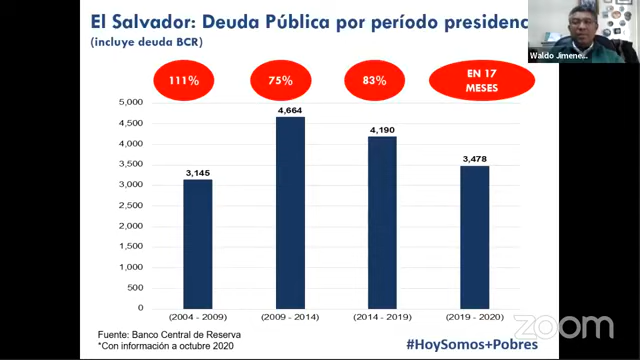 El Salvador: Deuda Pública por período presidenc
(incluye deuda BCR)
Waldo Jimene...
111%
75%
83%
EN 17
MESES
5,000
4,500
4,000
3,500
3,000
2,500
2,000
1,500
1,000
500
0
3,145
4,664
4,190
3,478
(2004 - 2009)
(2009 - 2014)
(2014 - 2019)
(2019 - 2020)
Fuente: Banco Central de Reserva
*Con información a octubre 2020
#HoySomos+Pobres
zoom